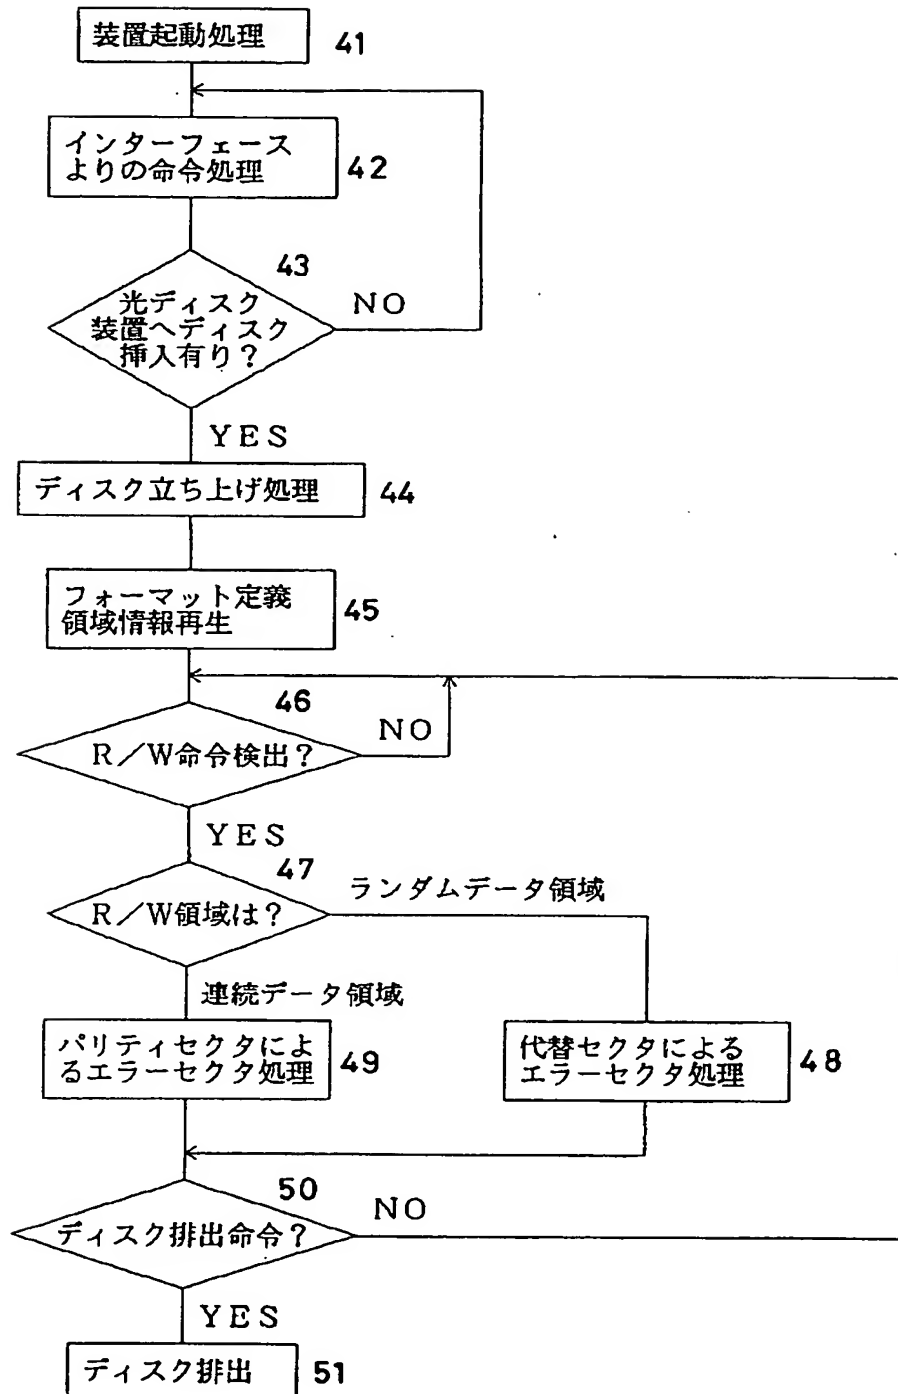 装置起動処理
41
インターフェース
よりの命令処理
42
43
光ディスク
装置へディスク
挿入有り？
NO
YES
ディスク立ち上げ処理
44
フォーマット定義
領域情報再生
45
46
R／W命令検出？
NO
YES
47
R／W領域は？
ランダムデータ領域
連続データ領域
パリティセクタによ
るエラーセクタ処理
49
代替セクタによる
エラーセクタ処理
48
50
ディスク排出命令？
NO
YES
ディスク排出
51